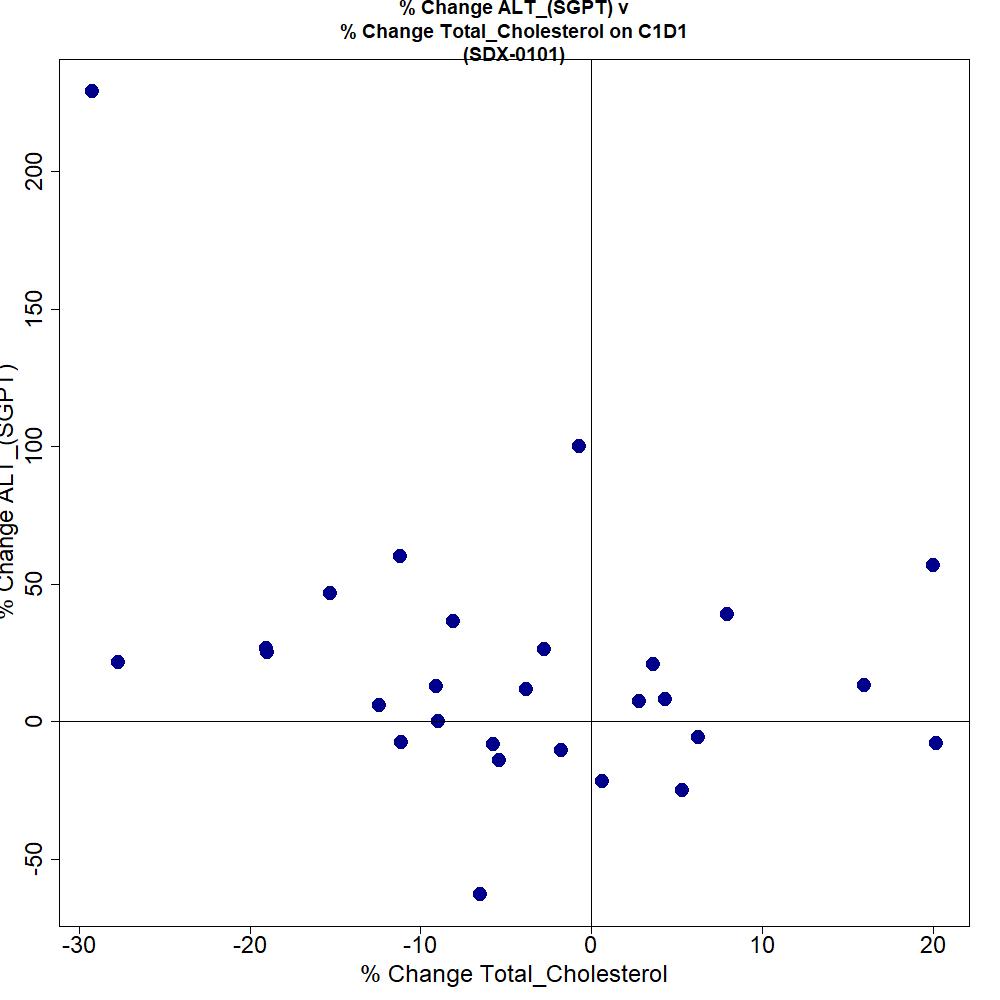 % Change ALT_(SGPT) v
% Change Total_Cholesterol on C1D1
(SDX-0101)
% Change ALT_(SGPT)
200
150
100
50
0
-50
-30 -20 -10 0 10 20
% Change Total_Cholesterol